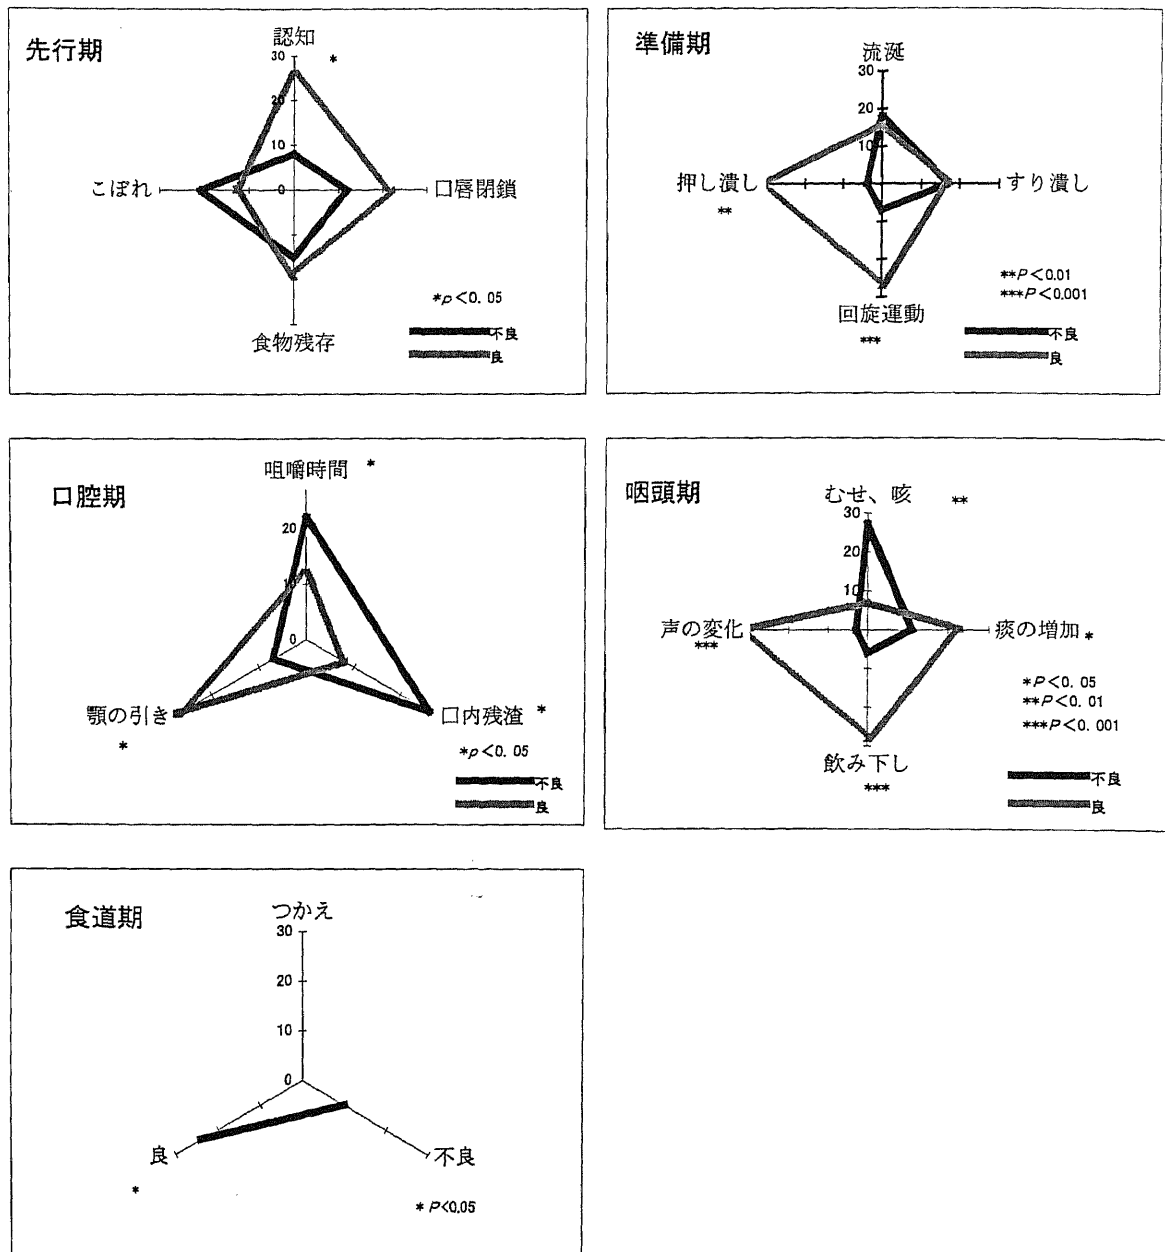 先行期
認知
*
30
20
10
0
こぼれ
口唇閉鎖
食物残存
*p<0. 05
不良
良
準備期
流涎
30
20
10
押し潰し
**
すり潰し
回旋運動
***
**P<0.01
***P<0.001
不良
良
口腔期
咀嚼時間 *
20
10
0
顎の引き
*
口内残渣 *
*p<0. 05
不良
良
咽頭期
むせ、咳 **
30
20
10
声の変化
***
痰の増加 *
飲み下し
***
*P<0. 05
**P<0. 01
***P<0. 001
不良
良
食道期
つかえ
30
20
10
0
良
*
不良
* P<0.05